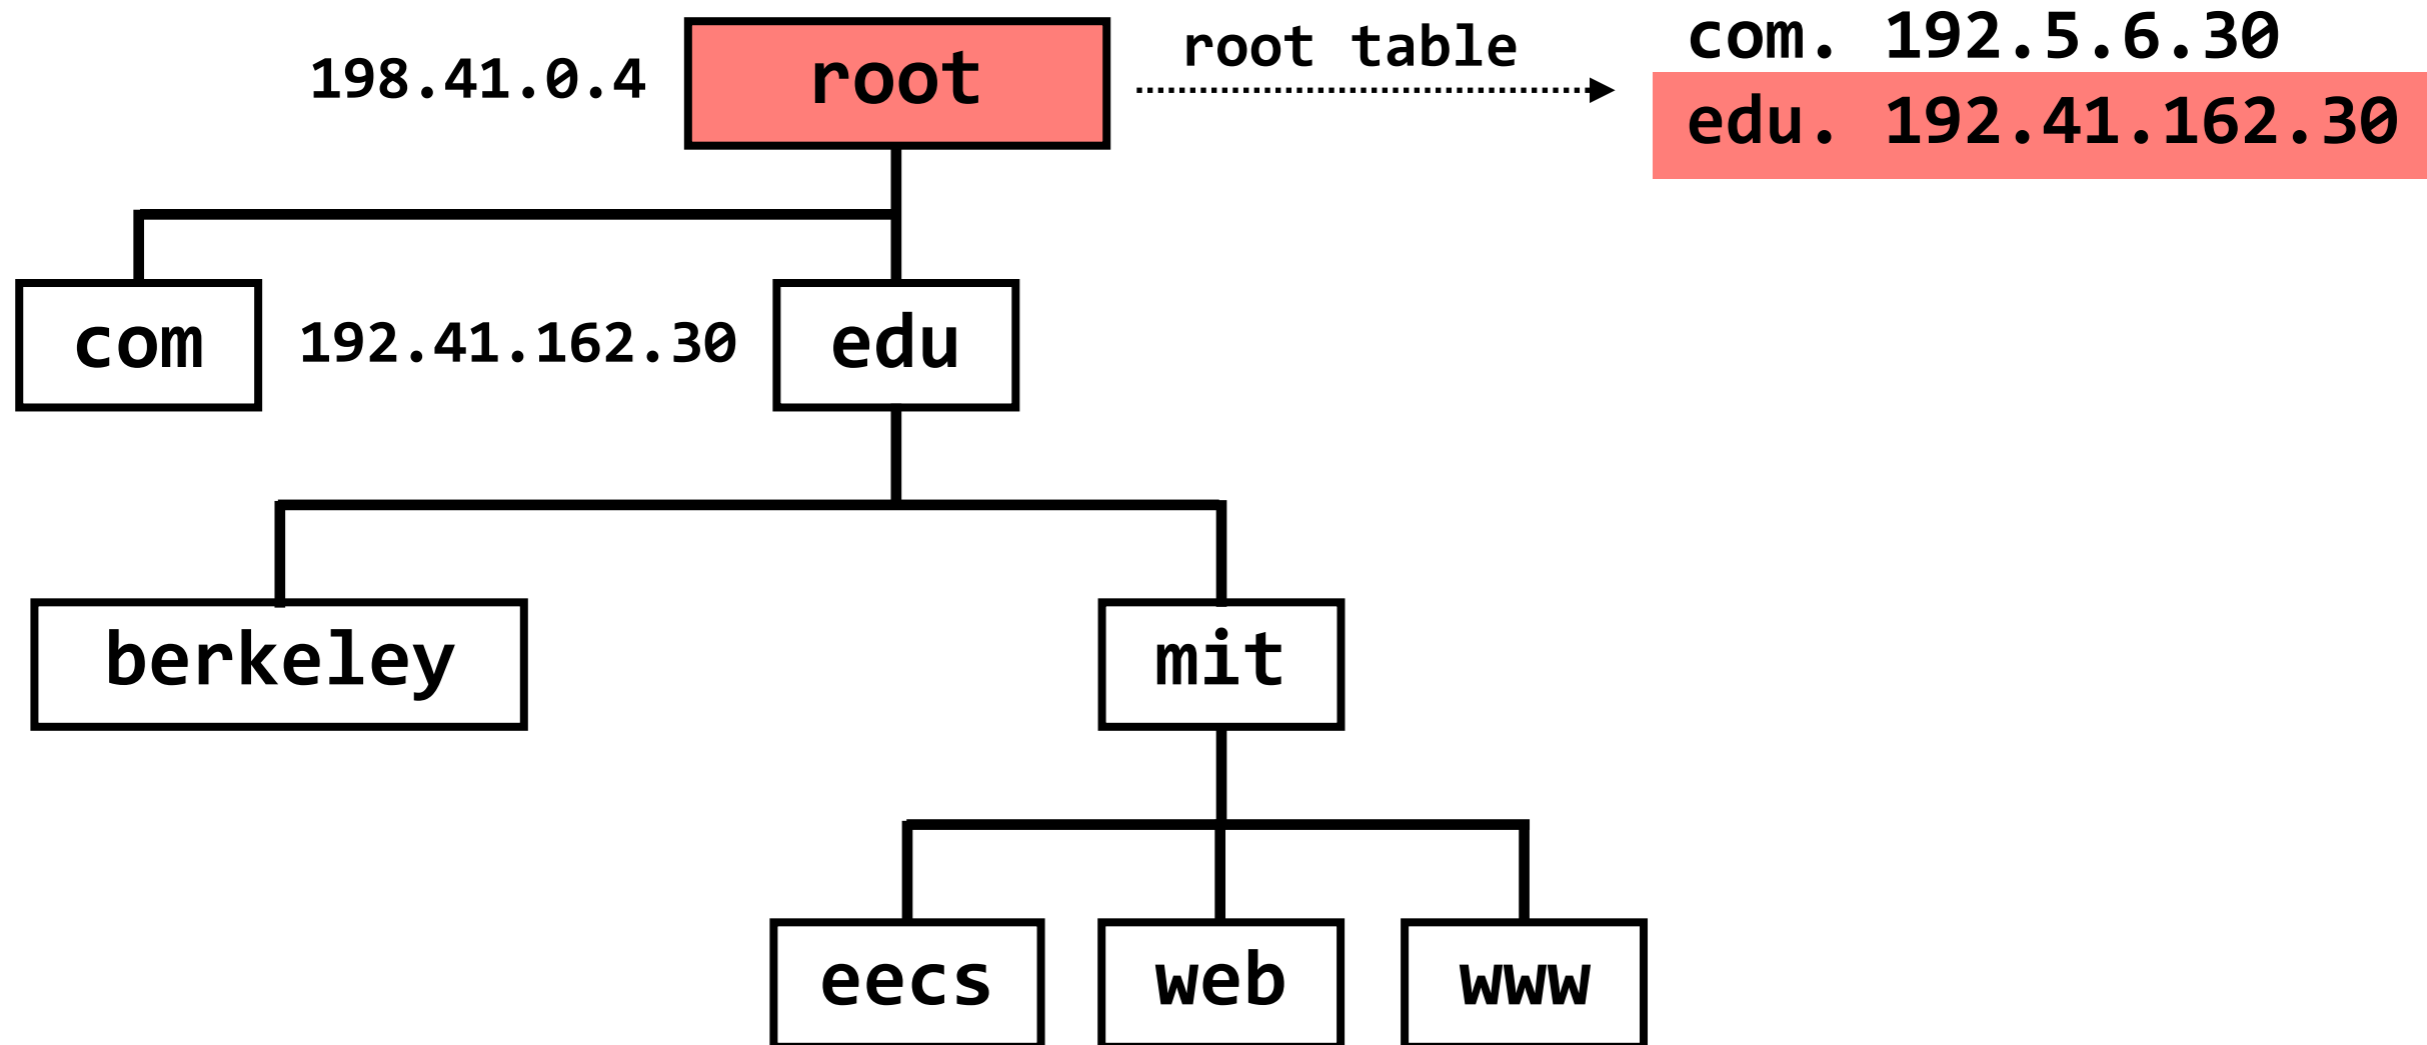 198.41.0.4
root
root table
com. 192.5.6.30
edu. 192.41.162.30
com
192.41.162.30
edu
berkeley
mit
eecs
web
www